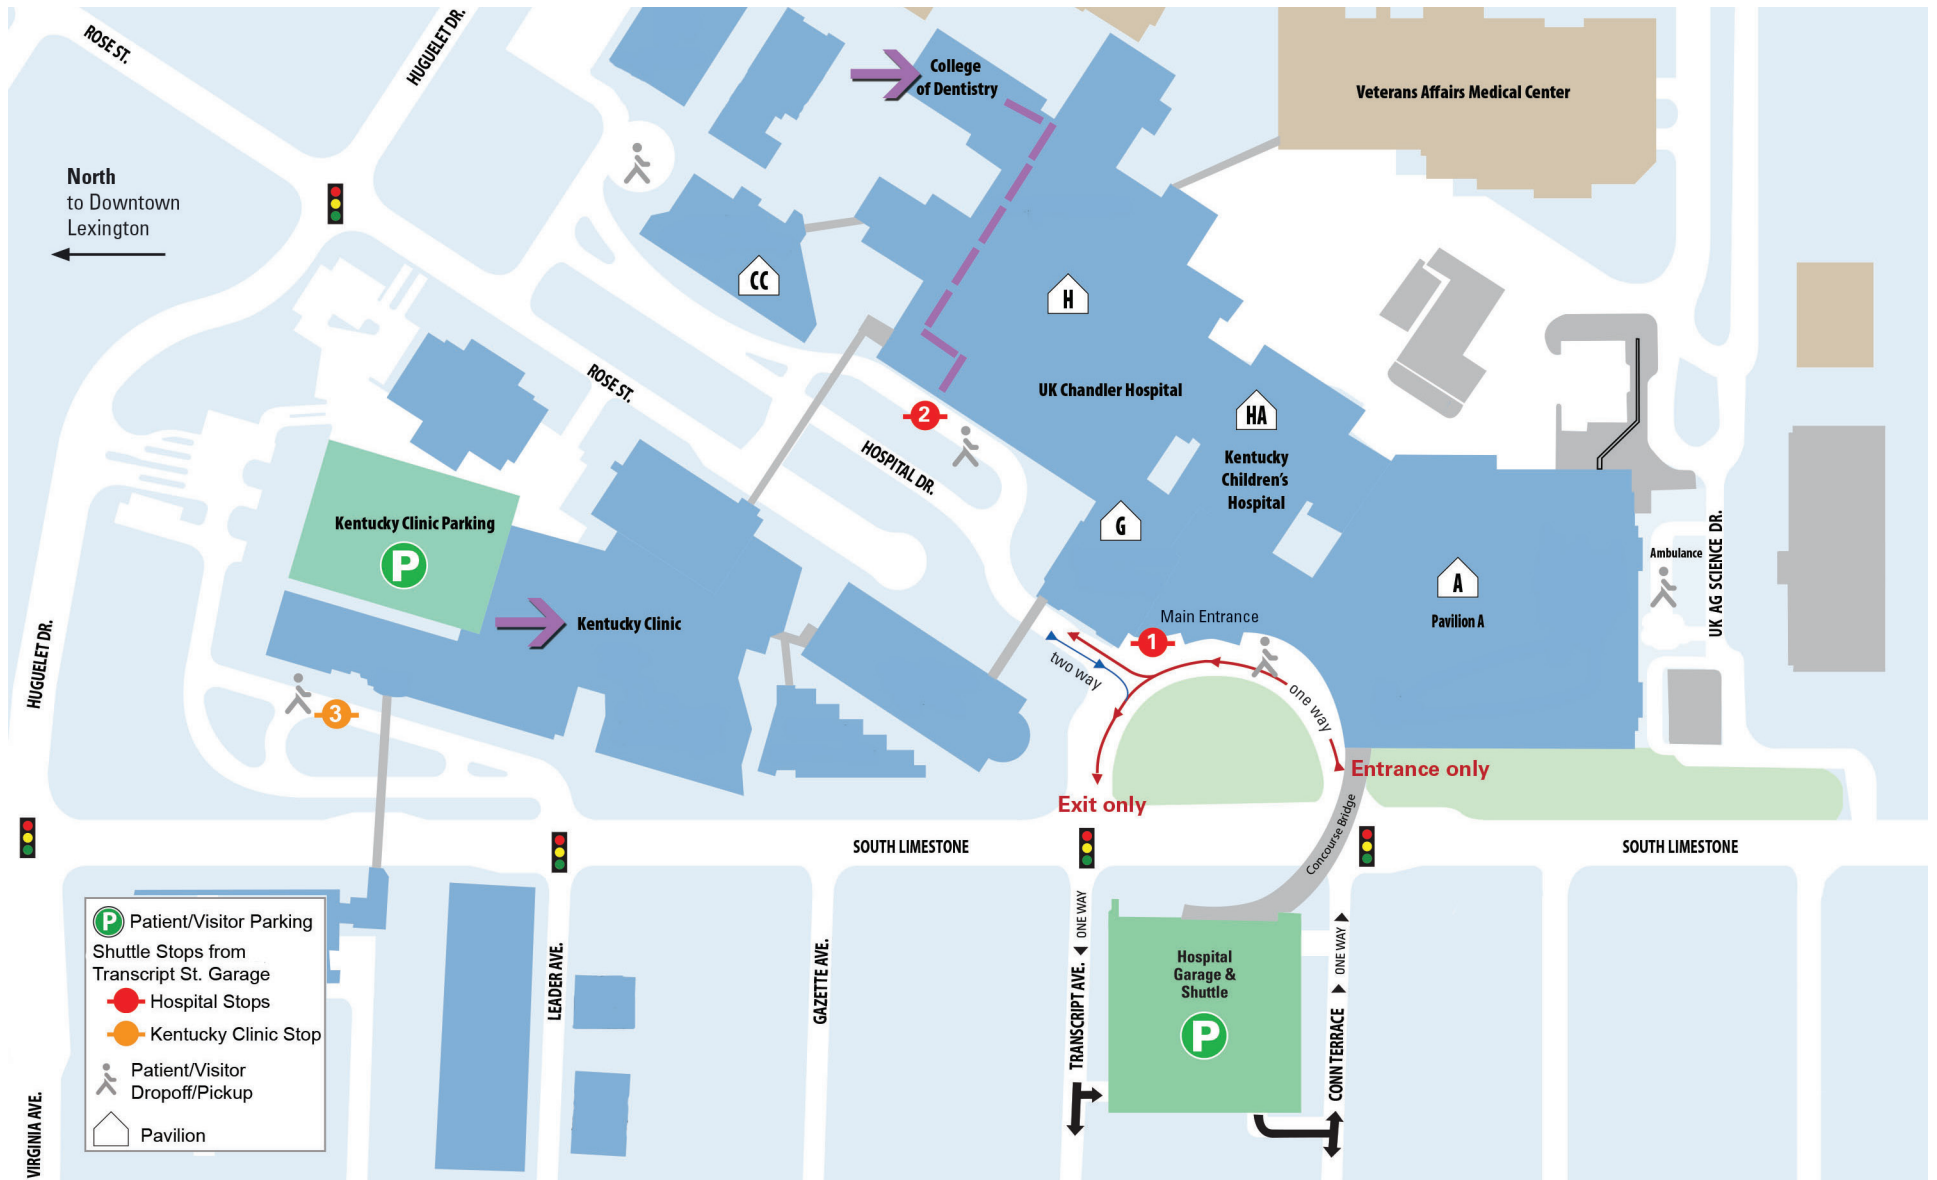 ROSE ST.
HUGUELET DR.
College
of Dentistry
Veterans Affairs Medical Center
North
to Downtown
Lexington
CC
H
ROSE ST.
UK Chandler Hospital
HA
2
HOSPITAL DR.
Kentucky
Children's
Hospital
G
Kentucky Clinic Parking
P
A
Pavilion A
Ambulance
UK AG SCIENCE DR.
Kentucky Clinic
Main Entrance
1
two way
one way
HUGUELET DR.
3
Entrance only
Exit only
Concourse Bridge
SOUTH LIMESTONE
SOUTH LIMESTONE
P Patient/Visitor Parking
Shuttle Stops from
Transcript St. Garage
Hospital Stops
Kentucky Clinic Stop
Patient/Visitor
Dropoff/Pickup
Pavilion
VIRGINIA AVE.
LEADER AVE.
GAZETTE AVE.
TRANSCRIPT AVE.
ONE WAY
Hospital
Garage &
Shuttle
P
CONN TERRACE
ONE WAY